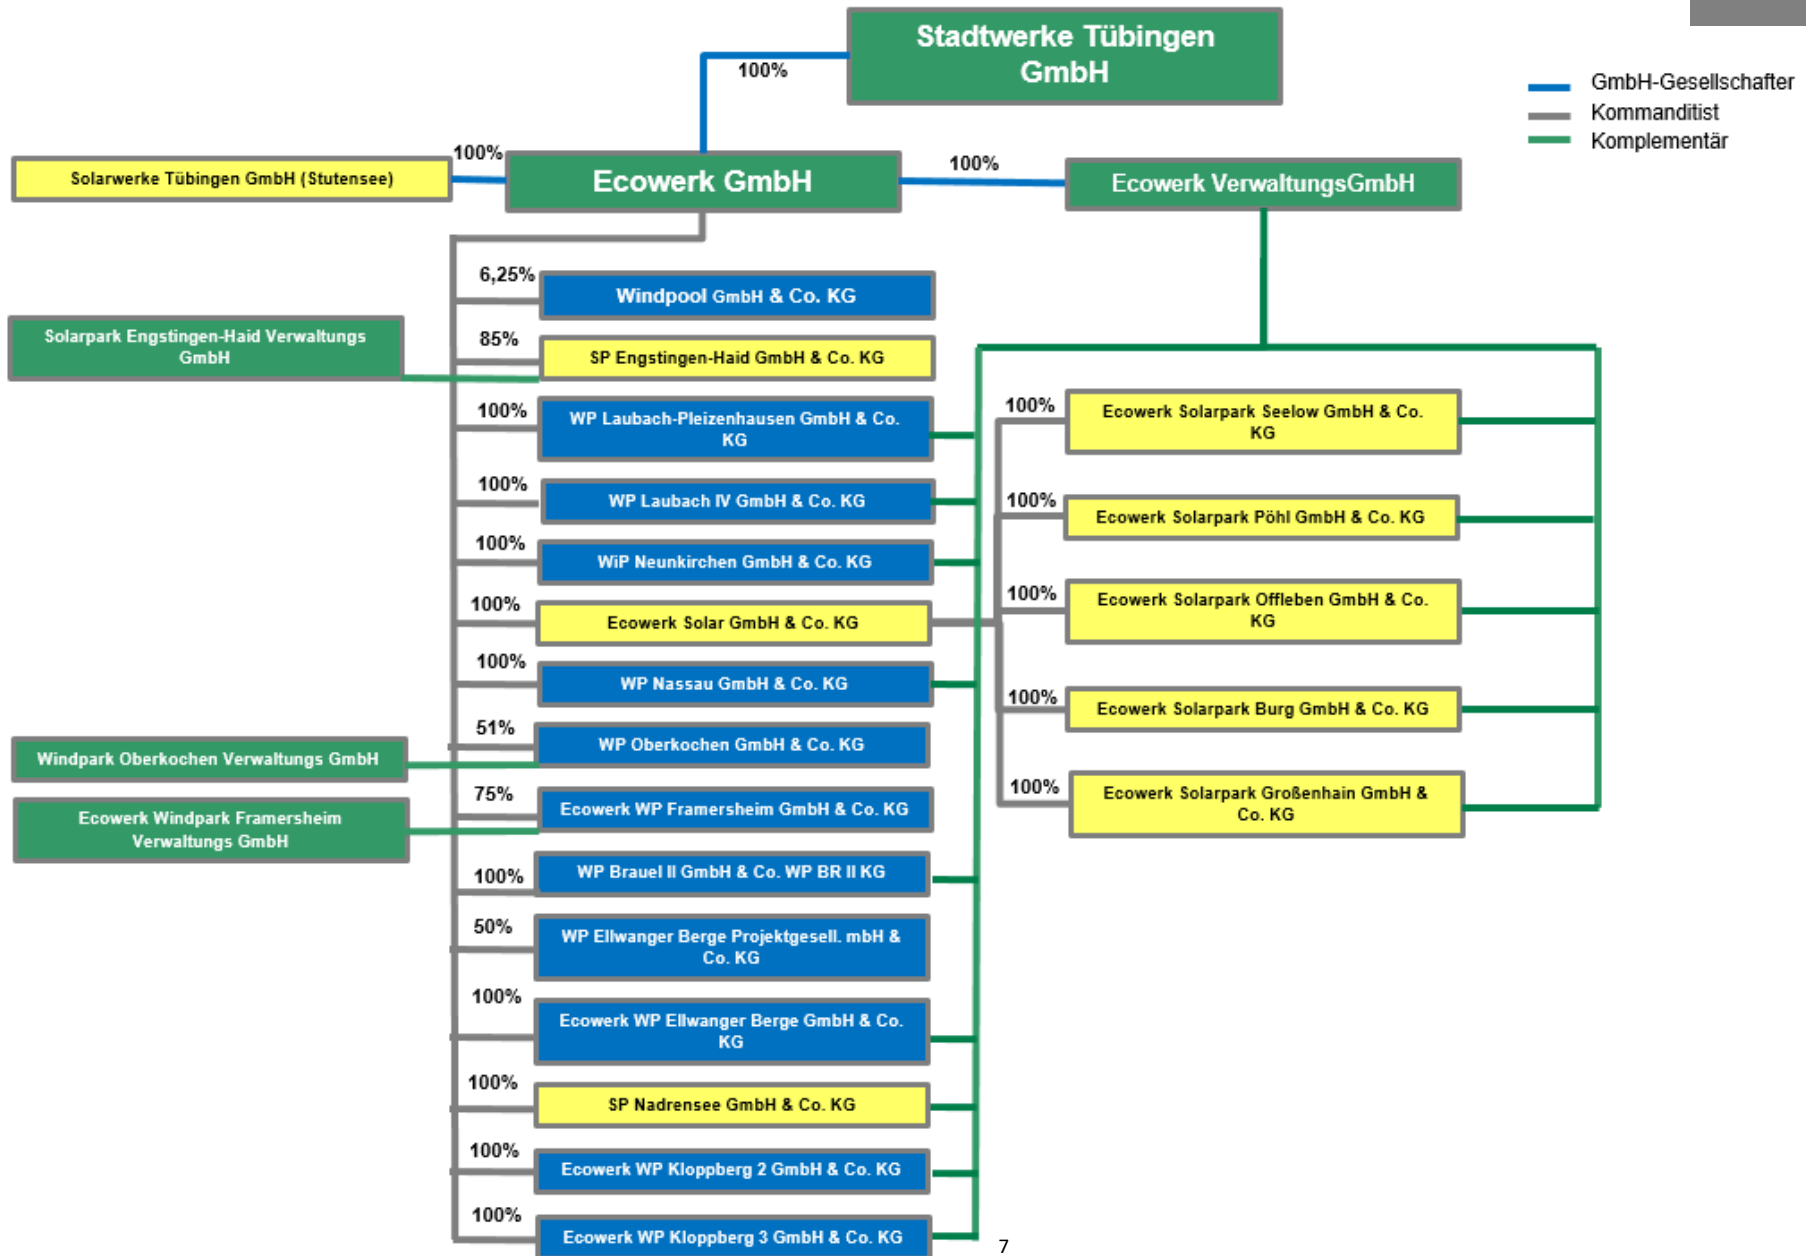 Stadtwerke Tübingen
GmbH
100%
GmbH-Gesellschafter
Kommanditist
Komplementär
Solarwerke Tübingen GmbH (Stutensee)
100%
Ecowerk GmbH
100%
Ecowerk VerwaltungsGmbH
6,25%
Windpool GmbH & Co. KG
Solarpark Engstingen-Haid Verwaltungs
GmbH
85%
SP Engstingen-Haid GmbH & Co. KG
100%
WP Laubach-Pleizenhausen GmbH & Co.
KG
100%
WP Laubach IV GmbH & Co. KG
100%
WiP Neunkirchen GmbH & Co. KG
100%
Ecowerk Solar GmbH & Co. KG
100%
WP Nassau GmbH & Co. KG
Windpark Oberkochen Verwaltungs GmbH
51%
WP Oberkochen GmbH & Co. KG
Ecowerk Windpark Framersheim
Verwaltungs GmbH
75%
Ecowerk WP Framersheim GmbH & Co. KG
100%
WP Brauel II GmbH & Co. WP BR II KG
50%
WP Ellwanger Berge Projektgesell. mbH &
Co. KG
100%
Ecowerk WP Ellwanger Berge GmbH & Co.
KG
100%
SP Nadrensee GmbH & Co. KG
100%
Ecowerk WP Kloppberg 2 GmbH & Co. KG
100%
Ecowerk WP Kloppberg 3 GmbH & Co. KG
100%
Ecowerk Solarpark Seelow GmbH & Co.
KG
100%
Ecowerk Solarpark Pöhl GmbH & Co. KG
100%
Ecowerk Solarpark Offleben GmbH & Co.
KG
100%
Ecowerk Solarpark Burg GmbH & Co. KG
100%
Ecowerk Solarpark Großenhain GmbH &
Co. KG
7